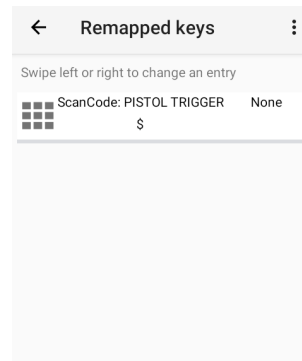 Remapped keys
Swipe left or right to change an entry
ScanCode: PISTOL TRIGGER None
$